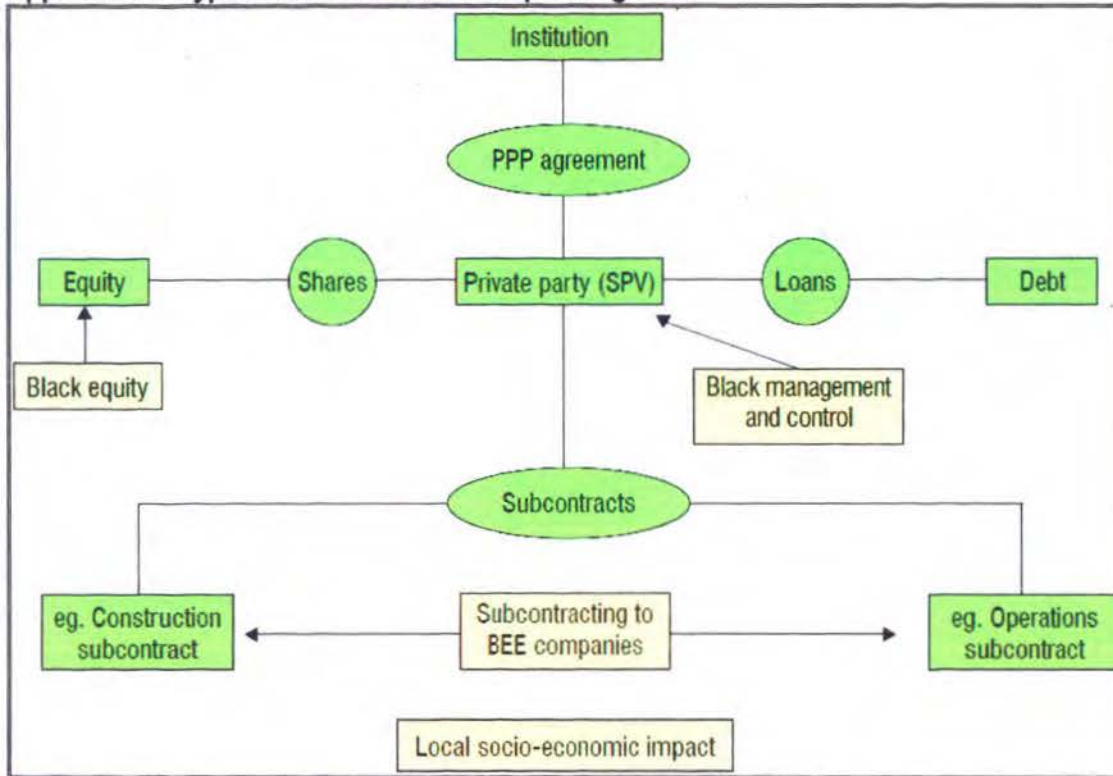 Institution
PPP agreement
Equity
Shares
Private party (SPV)
Loans
Debt
Black equity
Black management
and control
Subcontracts
eg. Construction
subcontract
Subcontracting to
BEE companies
eg. Operations
subcontract
Local socio-economic impact